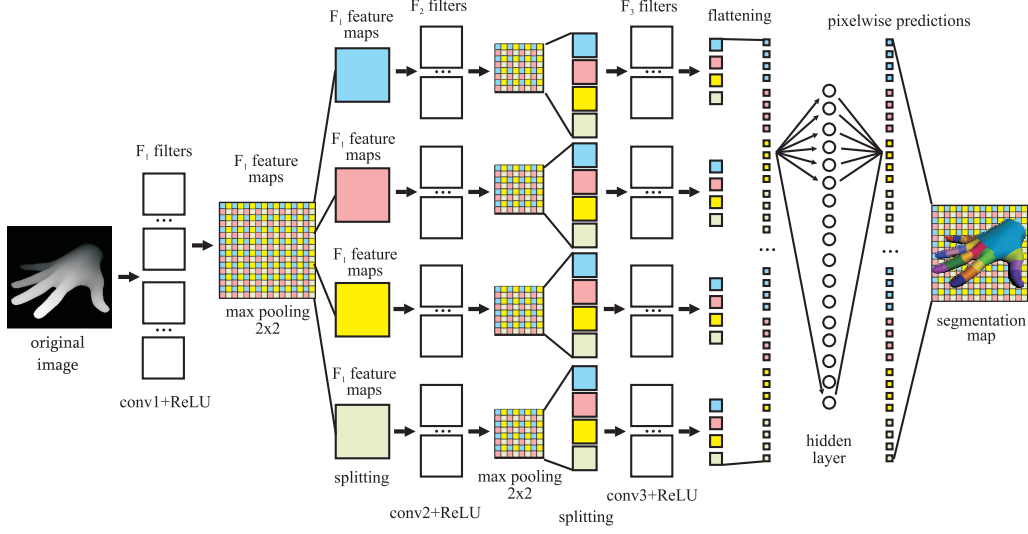 F₁ feature
maps
F₂ filters
F₃ filters
flattening
pixelwise predictions
...
...
F₁ filters
F₁ feature
maps
F₁ feature
maps
...
...
...
...
...
...
F₁ feature
maps
...
...
max pooling
2x2
original
image
segmentation
map
F₁ feature
maps
conv1+ReLU
...
...
splitting
max pooling
2x2
hidden
layer
conv2+ReLU
conv3+ReLU
splitting